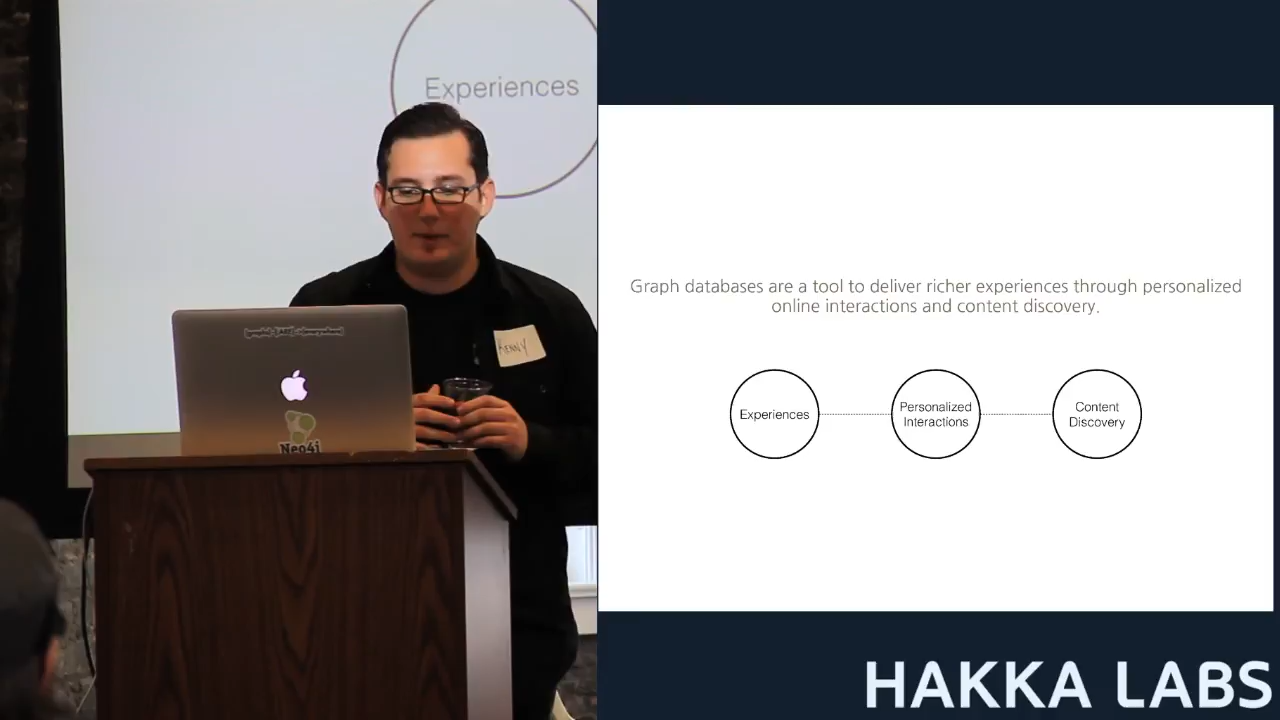 Experiences
KENNY
Neo4j
Graph databases are a tool to deliver richer experiences through personalized
online interactions and content discovery.
Experiences
Personalized
Interactions
Content
Discovery
HAKKA LABS